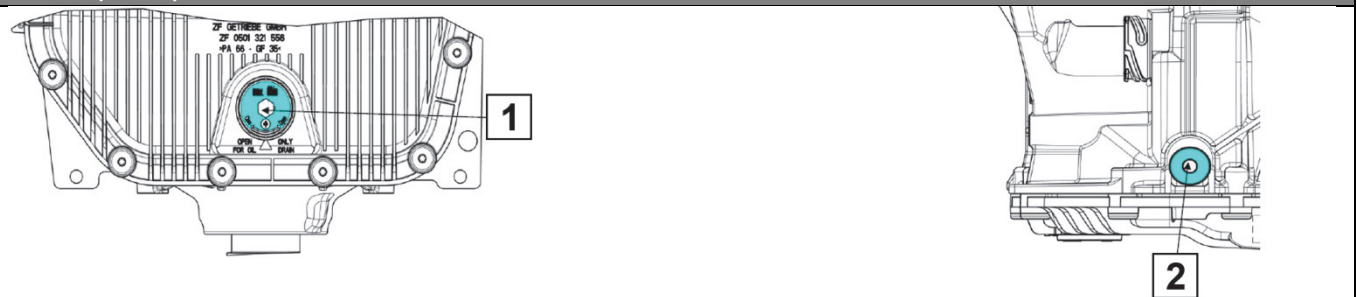 ZF GETRIEBE GMBH
ZF 0501 321 556
>PA 66 - GF 35<
OPEN ONLY
FOR OIL DRAIN
1
2